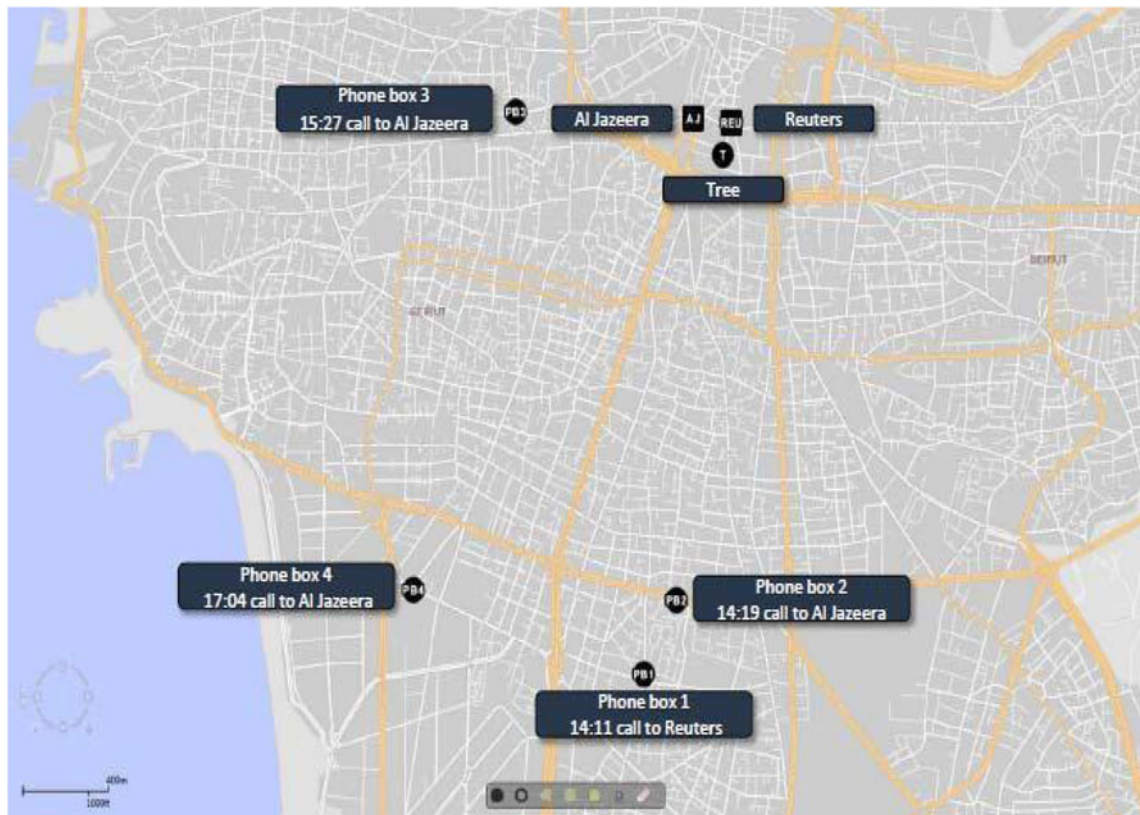 Phone box 3
15:27 call to Al Jazeera
PB3
Al Jazeera
AJ
REU
Reuters
T
Tree
BEIRUT
BEIRUT
Phone box 4
17:04 call to Al Jazeera
PB4
PB2
Phone box 2
14:19 call to Al Jazeera
PB1
Phone box 1
14:11 call to Reuters
400m
1000ft